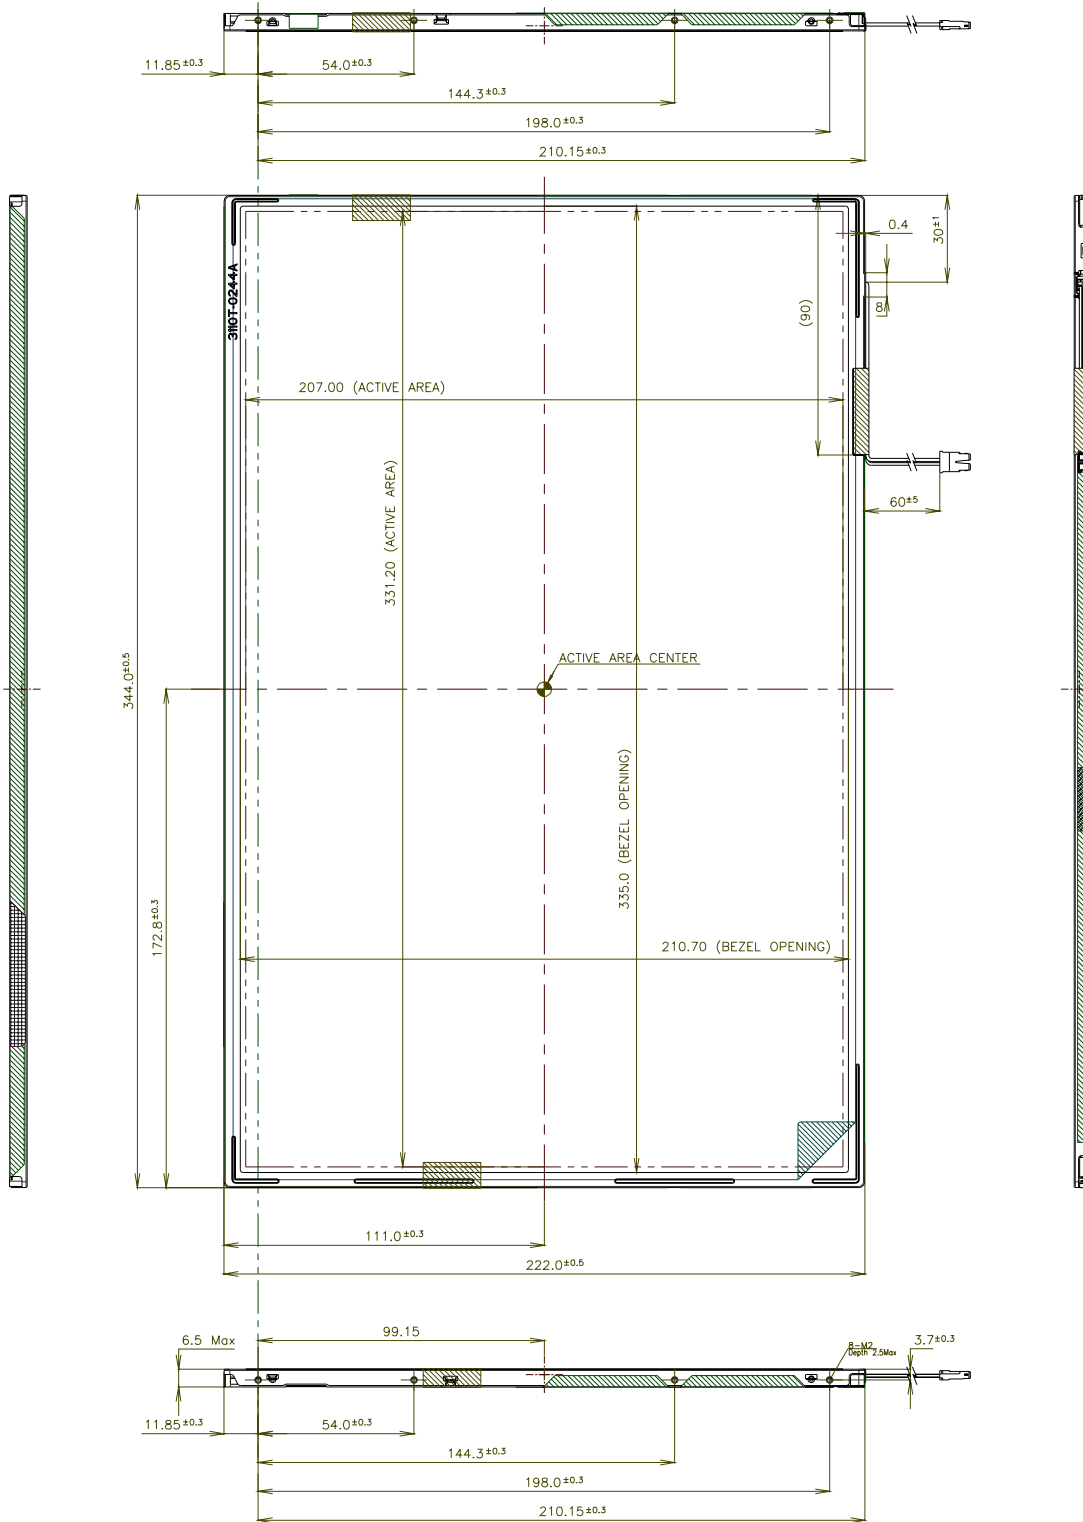 11.85±0.3
54.0±0.3
144.3±0.3
198.0±0.3
210.15±0.3
0.4
30±1
3110T-0244A
(90)
8
207.00 (ACTIVE AREA)
331.20 (ACTIVE AREA)
60±5
ACTIVE AREA CENTER
344.0±0.5
335.0 (BEZEL OPENING)
172.8±0.3
210.70 (BEZEL OPENING)
111.0±0.3
222.0±0.5
99.15
6.5 Max
8-M2
Depth 2.5Max
3.7±0.3
11.85±0.3
54.0±0.3
144.3±0.3
198.0±0.3
210.15±0.3